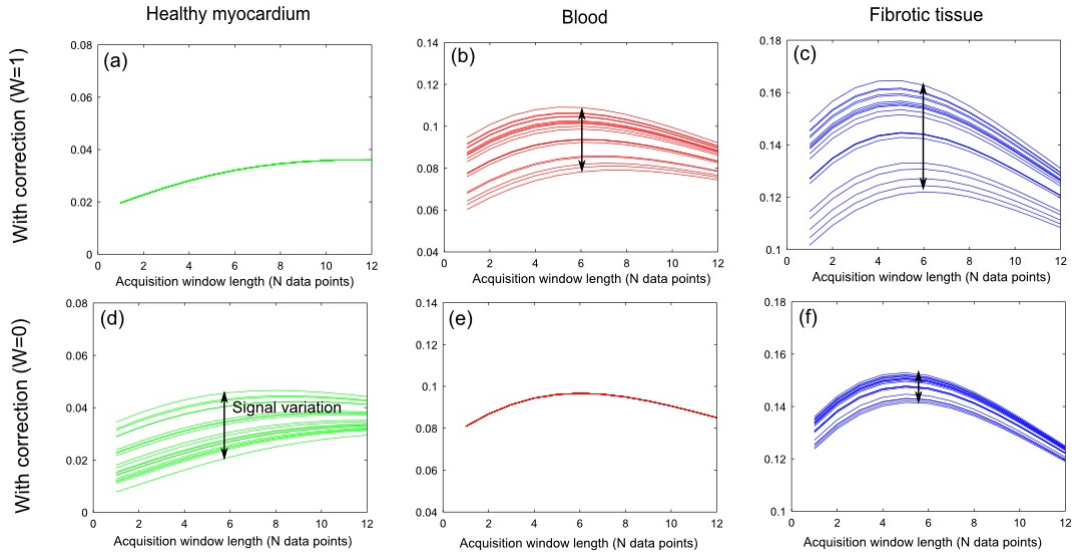 Healthy myocardium Blood Fibrotic tissue
With correction (W=1)
(a)
0.08
0.06
0.04
0.02
0
0 2 4 6 8 10 12
Acquisition window length (N data points)
(b)
0.14
0.12
0.1
0.08
0.06
0.04
0 2 4 6 8 10 12
Acquisition window length (N data points)
(c)
0.18
0.16
0.14
0.12
0.1
0 2 4 6 8 10 12
Acquisition window length (N data points)
With correction (W=0)
(d)
0.08
0.06
0.04
0.02
0
Signal variation
0 2 4 6 8 10 12
Acquisition window length (N data points)
(e)
0.14
0.12
0.1
0.08
0.06
0.04
0 2 4 6 8 10 12
Acquisition window length (N data points)
(f)
0.18
0.16
0.14
0.12
0.1
0 2 4 6 8 10 12
Acquisition window length (N data points)